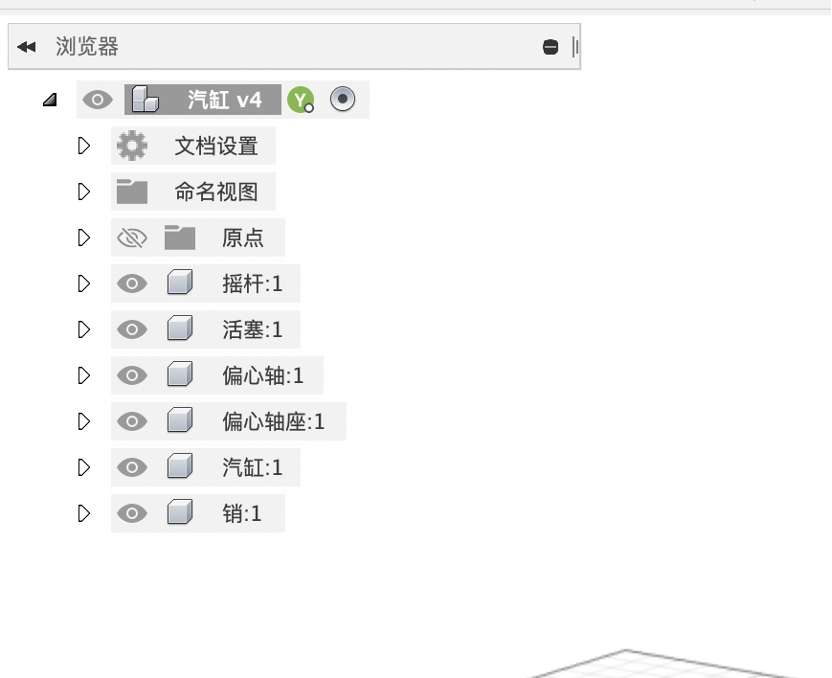 浏览器
汽缸 v4 Y
文档设置
命名视图
原点
摇杆:1
活塞:1
偏心轴:1
偏心轴座:1
汽缸:1
销:1